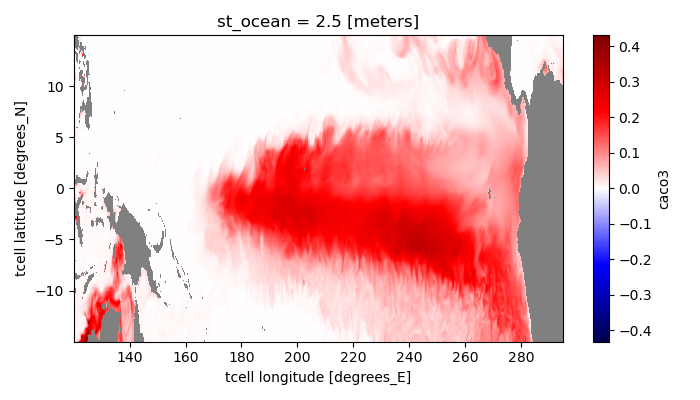 st_ocean = 2.5 [meters]
tcell latitude [degrees_N]
10
5
0
−5
−10
140 160 180 200 220 240 260 280
tcell longitude [degrees_E]
0.4
0.3
0.2
0.1
0.0
−0.1
−0.2
−0.3
−0.4
caco3